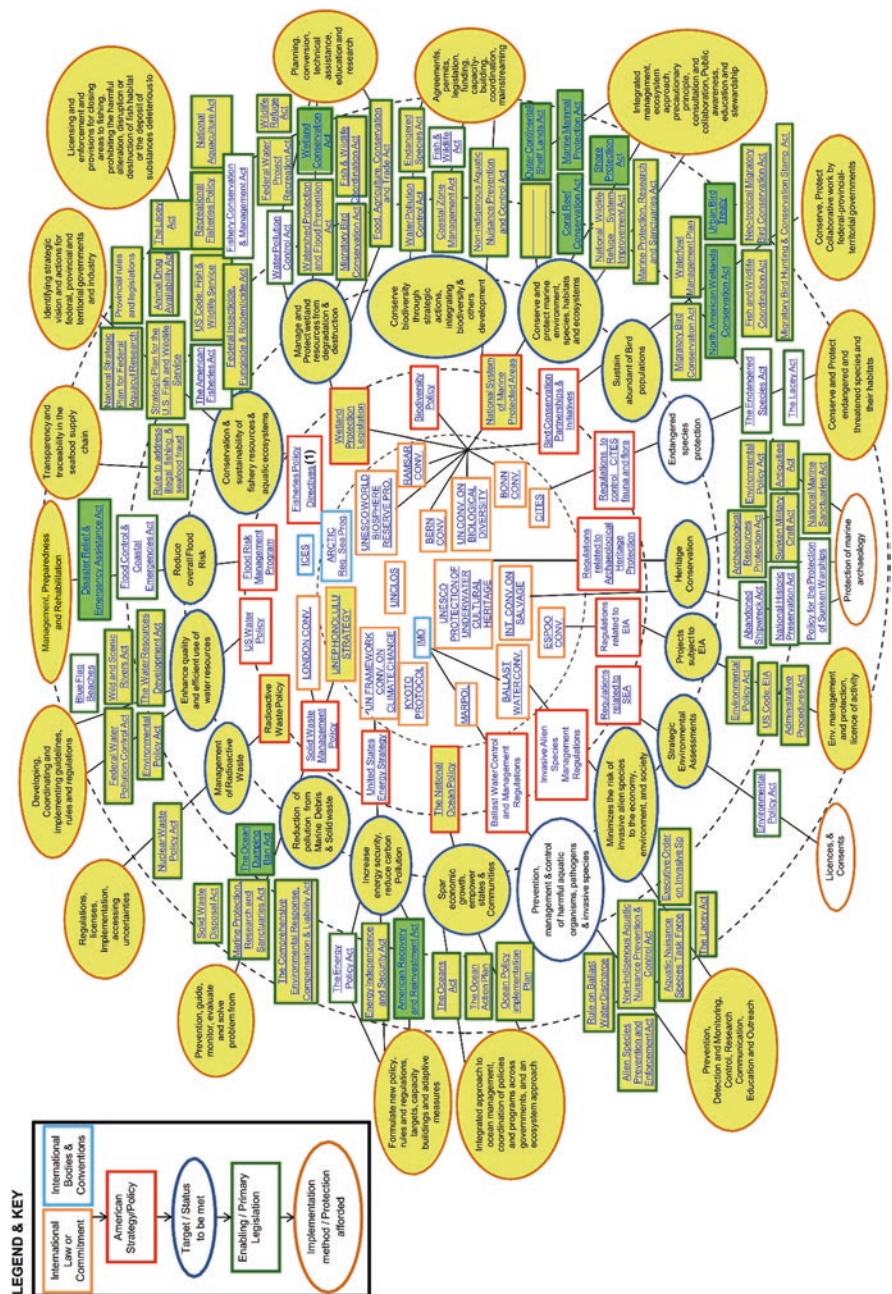 LEGEND & KEY
International
Law or
Commitment
International
Bodies &
Conventions
American
Strategy/Policy
Target / Status
to be met
Enabling / Primary
Legislation
Implementation
method / Protection
afforded
Prevention, guide,
monitor, evaluate
and solve
problem from
Regulations,
licenses,
Implementation,
accessing
uncertainties
Developing,
Coordinating and
implementing guidelines,
rules and regulations
Management, Preparedness
and Rehabiliation
Transparency and
traceability in the
seafood supply
chain
Identifying strategic
vision and actions for
federal, provincial and
territorial governments
and industry
Licensing and
enforcement and
provisions for closing
areas to fishing,
prohibiting the harmful
alteration, disruption or
destruction of fish habitat
or the deposit of
substances deleterious to
Planning,
conversion,
technical
assistance,
education and
research
Agreements,
permits,
legislation,
funding,
capacity-
building,
coordination,
mainstreaming
Integrated
management,
ecosystem
approach,
precautionary
principle,
consultation and
collaboration, Public
awareness,
education and
stewardship
Conserve, Protect
Collaborative work by
federal-provincial-
territorial governments
Conserve and Protect
endangered and
threatened species and
their habitats
Protection of marine
archaeology
Env. management
and protection,
licence of activity
Licences, &
Consents
Prevention,
Detection and Monitoring,
Control, Research
Communication,
Education and Outreach
Integrated approach to
ocean management,
coordination of policies
and programs across
governments, and an
ecosystem approach
Formulate new policy,
rules and regulations,
targets, capacity
buildings and adaptive
measures
Solid Waste
Disposal Act
Marine Protection,
Research and
Sanctuaries Act
The Ocean
Dumping
Ban Act
The Comprehensive
Environmental Response,
Compensation & Liability Act
Nuclear Waste
Policy Act
Federal Water
Pollution Control Act
Environmental
Policy Act
Wild and Scenic
Rivers Act
The Water Resources
Development Act
Blue Flag
Beaches
Disaster Relief &
Emergency Assistance Act
Flood Control &
Coastal
Emergencies Act
Rule to address
illegal fishing &
seafood fraud
National Strategic
Plan for Federal
Aquacul Research
Strategic Plan for the
U.S. Fish and Wildlife
Service
Provincial rules
and legislations
Animal Drug
Availability Act
The Lacey
Act
The American
Fisheries Act
US Code: Fish &
Wildlife Service
Federal Insecticide,
Fungicide & Rodenticide Act
Recreational
Fisheries Policy
National
Aquaculture Act
Fishery Conservation
& Management Act
Water Pollution
Control Act
Federal Water
Project
Recreation Act
Wildlife
Refuge
Act
Wetland
Conservation
Act
Watershed Protection
and Flood Prevention
Act
Migratory Bird
Conservation Act
Fish & Wildlife
Coordination Act
Food, Agriculture, Conservation
and Trade Act
Water Pollution
Control Act
Endangered
Species Act
Coastal Zone
Management Act
Fish &
Wildlife Act
Non-indigenous Aquatic
Nuisance Prevention
and Control Act
Outer Continental
Shelf Lands Act
Coral Reef
Conservation Act
Marine Mammal
Protection Act
National Wildlife
Refuge System
Improvement Act
Shore
Protection Act
Marine Protection, Research
and Sanctuaries Act
Migratory Bird
Conservation Act
Waterfowl
Management Plan
North American Wetlands
Conservation Act
Urban Bird
Treaty
Fish and Wildlife
Coordination Act
Neo-tropical Migratory
Bird Conservation Act
Migratory Bird Hunting & Conservation Stamp Act
The Endangered
Species Act
The Lacey Act
Archaeological
Resources
Protection Act
Environmental
Policy Act
Antiquities Act
Abandoned
Shipwreck Act
Sunken Military
Craft Act
National Historic
Preservation Act
National Marine
Sanctuaries Act
Policy for the Protection
of Sunken Warships
Environmental
Policy Act
US Code: EIA
Administrative
Procedures Act
Environmental
Policy Act
Rule on Ballast
Water Discharge
Non-Indigenous Aquatic
Nuisance Prevention &
Control Act
Alien Species
Prevention and
Enforcement Act
Aquatic Nuisance
Species Task Force
Executive Order
on Invasive Sp
The Lacey Act
The Oceans
Act
The Ocean
Action Plan
Ocean Policy
implementation
Plan
The Energy
Policy Act
Energy Independence
and Security Act
American Recovery
and Reinvestment Act
Reduction of
pollution from
Marine Debris
& Solid waste
Management
of Radioactive
Waste
Enhance quality
and efficient use of
water resources
Reduce
overall Flood
Risk
Conservation &
sustainability of
fishery resources &
aquatic ecosystems
Manage and
Protect wetland
resources from
degradation &
destruction
Conserve
biodiversity
through
strategic
actions,
integrating
biodiversity &
others
development
Conserve and
protect marine
environment,
species, habitats
and ecosystems
Sustain
abundant of Bird
populations
Endangered
species
protection
Heritage
Conservation
Projects
subject to
EIA
Strategic
Environmental
Assessments
Minimizes the risk of
invasive alien species
to the economy,
environment, and society
Prevention,
management & control
of harmful aquatic
organisms, pathogens
& invasive species
Spar
economic
growth,
empower
states &
Communities
Increase
energy security,
reduce carbon
Pollution
Solid Waste
Management
Policy
Radioactive
Waste Policy
US Water
Policy
Flood Risk
Management
Program
Fisheries Policy
Directives (1)
Wetland
Protection
Legislation
Biodiversity
Policy
National System
of Marine
Protected Areas
Bird Conservation
Partnerships &
Initiatives
Regulations to
control CITES
fauna and flora
Regulations
related to
Archaeological
Heritage
Protection
Regulations
related to
EIA
Regulations
related to
SEA
Invasive Alien
Species
Management
Regulations
Ballast Water Control
and Management
Regulations
The National
Ocean Policy
United States
Energy Strategy
LONDON CONV.
UNEP HONOLULU
STRATEGY
ICES
ARCTIC
Reg. Sea Prog
UNESCO WORLD
BIOSPHERE
RESERVE PRO.
RAMSAR
CONV
BERN
CONV
UN CONV ON
BIOLOGICAL
DIVERSITY
BONN
CONV.
CITES
UN FRAMEWORK
CONV ON
CLIMATE CHANGE
UNCLOS
KYOTO
PROTOCOL
IMO
UNESCO
PROTECTION OF
UNDERWATER
CULTURAL
HERITAGE
MARPOL
INT. CONV ON
SALVAGE
BALLAST
WATER CONV.
ESPOO
CONV.